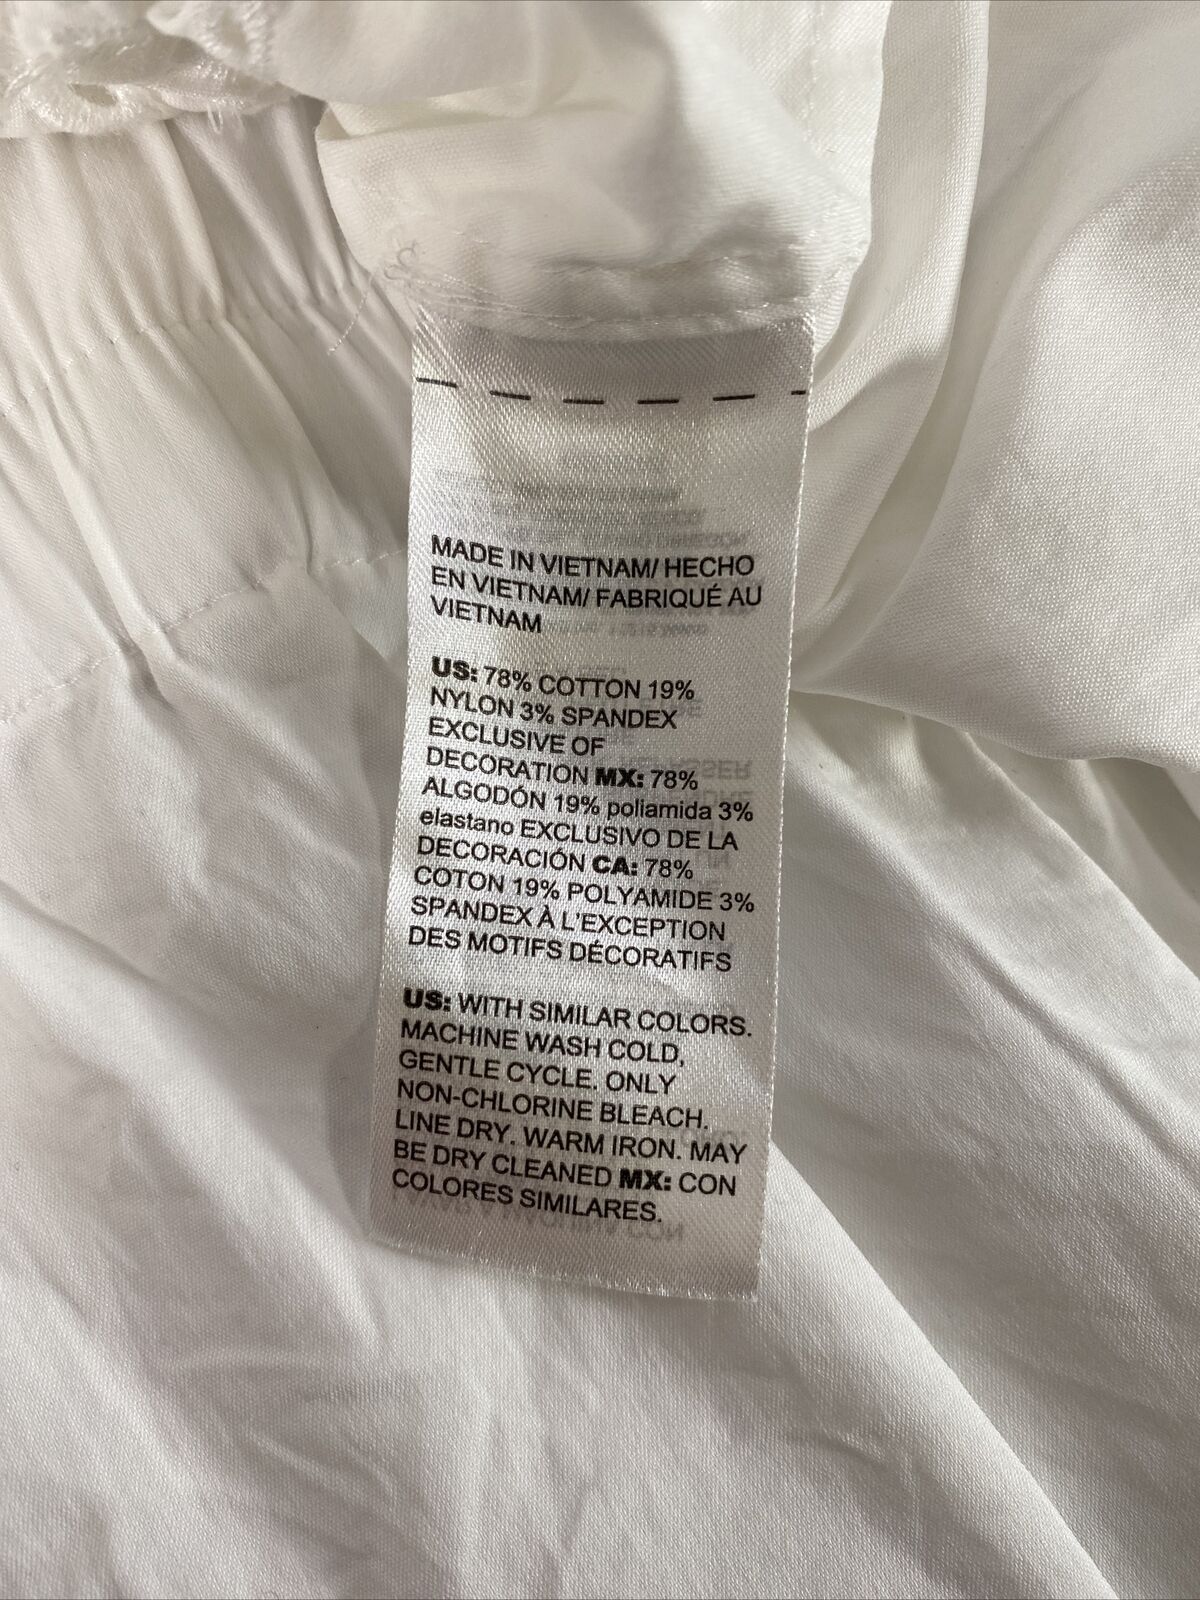 MADE IN VIETNAM/ HECHO
EN VIETNAM/ FABRIQUÉ AU
VIETNAM
US: 78% COTTON 19%
NYLON 3% SPANDEX
EXCLUSIVE OF
DECORATION MX: 78%
ALGODÓN 19% poliamida 3%
elastano EXCLUSIVO DE LA
DECORACIÓN CA: 78%
COTON 19% POLYAMIDE 3%
SPANDEX À L'EXCEPTION
DES MOTIFS DÉCORATIFS
US: WITH SIMILAR COLORS.
MACHINE WASH COLD,
GENTLE CYCLE. ONLY
NON-CHLORINE BLEACH.
LINE DRY. WARM IRON. MAY
BE DRY CLEANED MX: CON
COLORES SIMILARES.